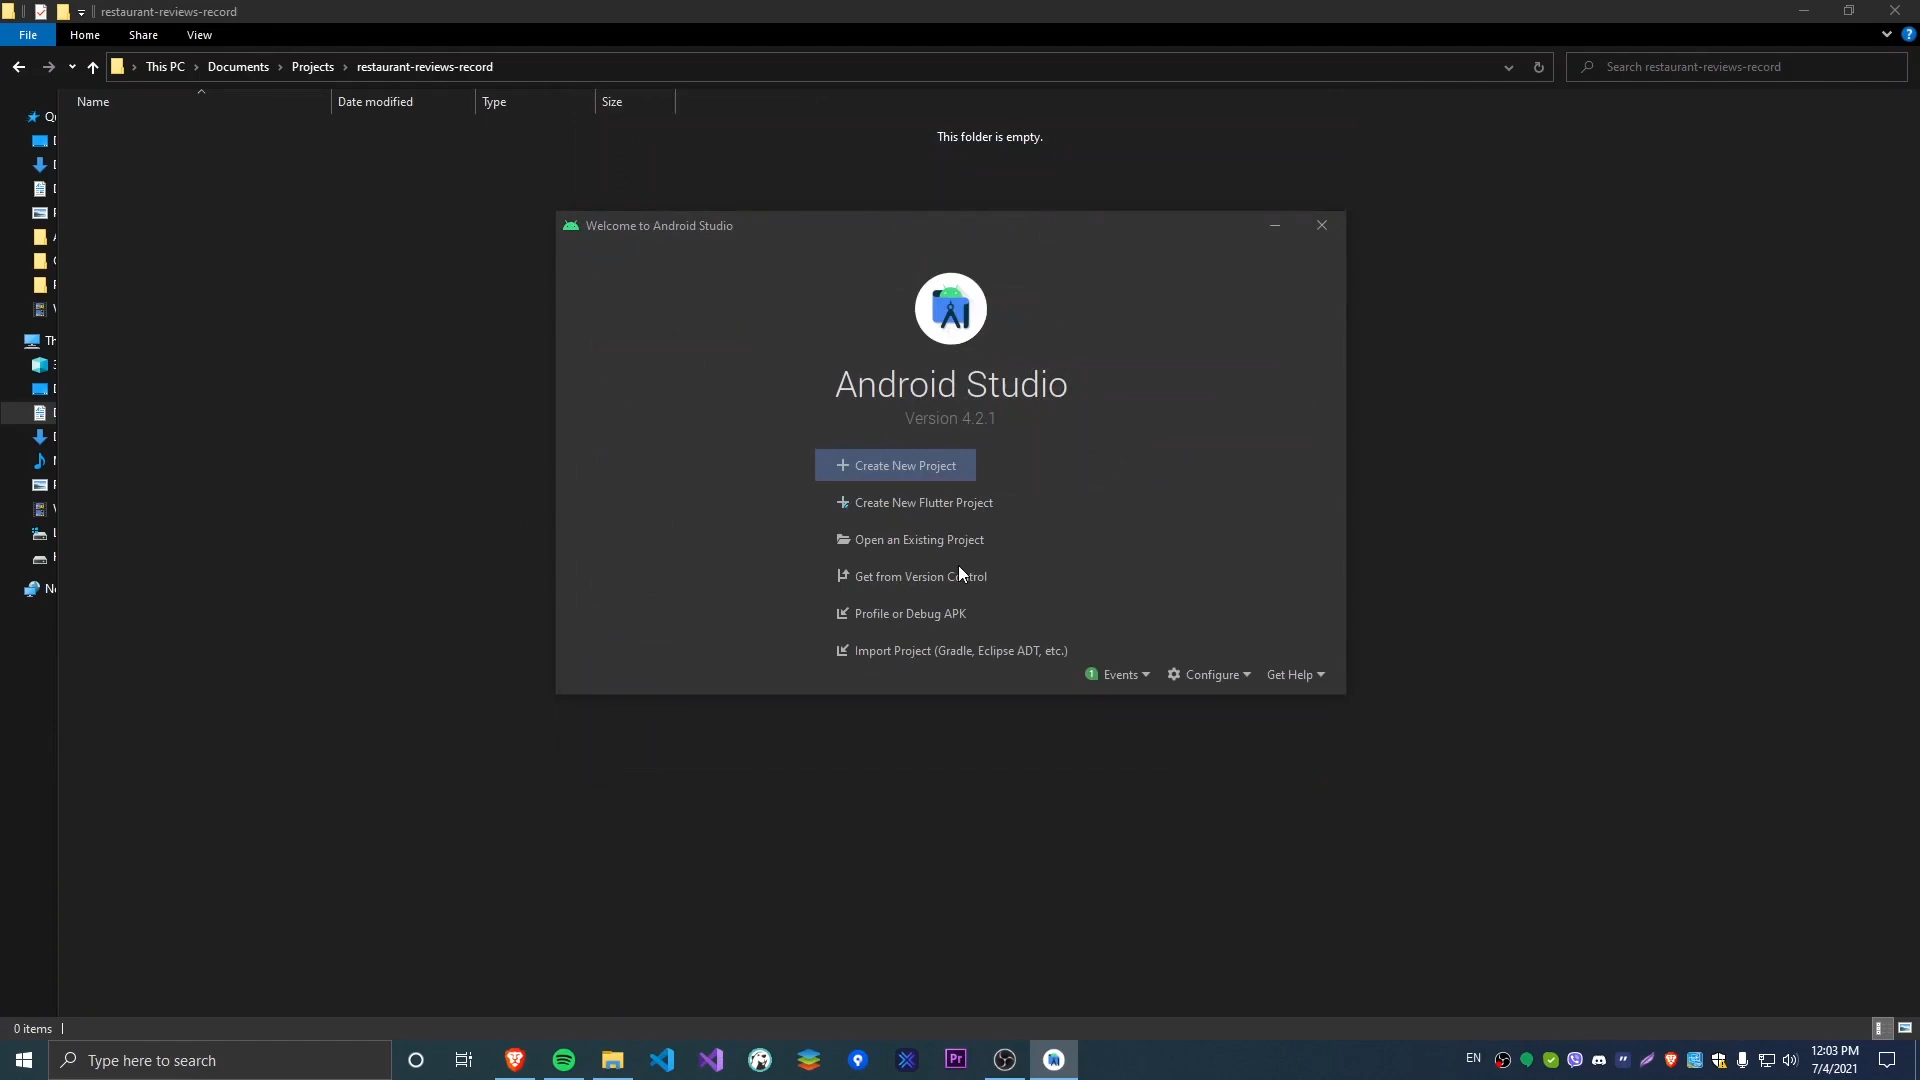 restaurant-reviews-record
File Home Share View
This PC > Documents > Projects > restaurant-reviews-record
Search restaurant-reviews-record
Name Date modified Type Size
This folder is empty.
Welcome to Android Studio
Android Studio
Version 4.2.1
Create New Project
Create New Flutter Project
Open an Existing Project
Get from Version Control
Profile or Debug APK
Import Project (Gradle, Eclipse ADT, etc.)
1 Events Configure Get Help
0 items
Type here to search
Pr
EN
12:03 PM
7/4/2021